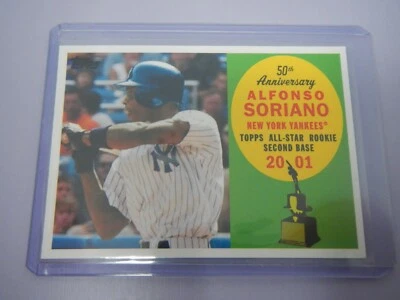 50th
Anniversary
ALFONSO
SORIANO
NEW YORK YANKEES®
TOPPS ALL-STAR ROOKIE
SECOND BASE
20 01
NY